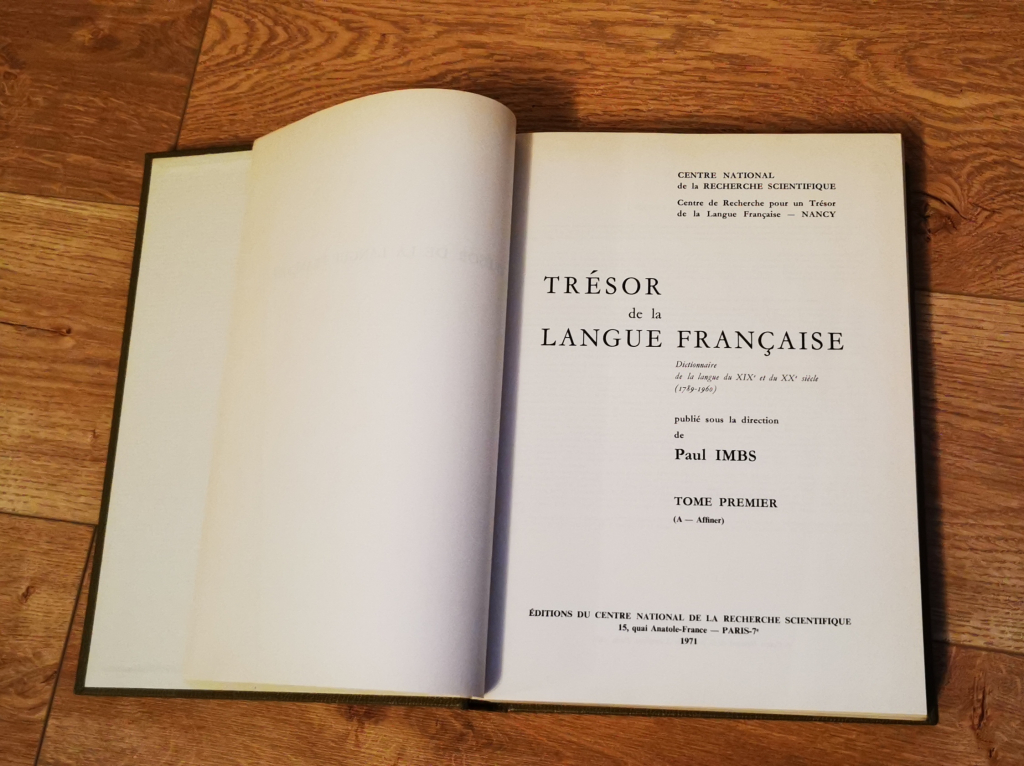 CENTRE NATIONAL
de la RECHERCHE SCIENTIFIQUE
Centre de Recherche pour un Trésor
de la Langue Française — NANCY
TRÉSOR
de la
LANGUE FRANÇAISE
Dictionnaire
de la langue du XIXᵉ et du XXᵉ siècle
(1789-1960)
publié sous la direction
de
Paul IMBS
TOME PREMIER
(A — Affiner)
ÉDITIONS DU CENTRE NATIONAL DE LA RECHERCHE SCIENTIFIQUE
15, quai Anatole-France — PARIS-7ᵉ
1971